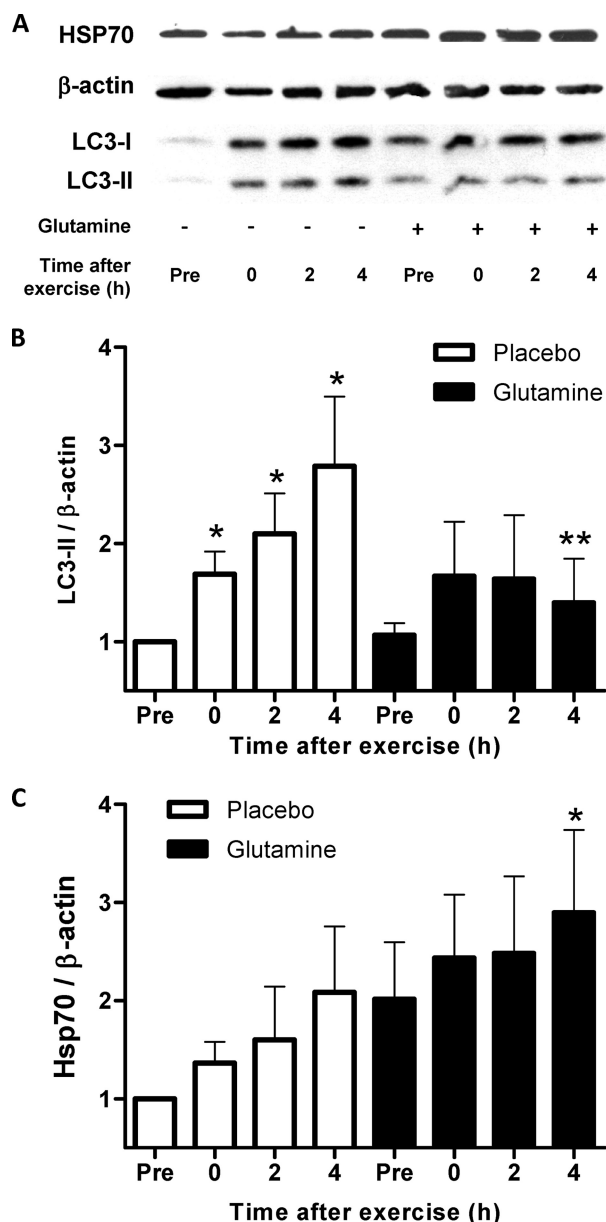 A
HSP70
β-actin
LC3-I
LC3-II
Glutamine - - - - + + + +
Time after exercise (h) Pre 0 2 4 Pre 0 2 4
B
LC3-II / β-actin
4
3
2
1
Placebo
Glutamine
* * * **
Pre 0 2 4 Pre 0 2 4
Time after exercise (h)
C
Hsp70 / β-actin
4
3
2
1
Placebo
Glutamine
*
Pre 0 2 4 Pre 0 2 4
Time after exercise (h)